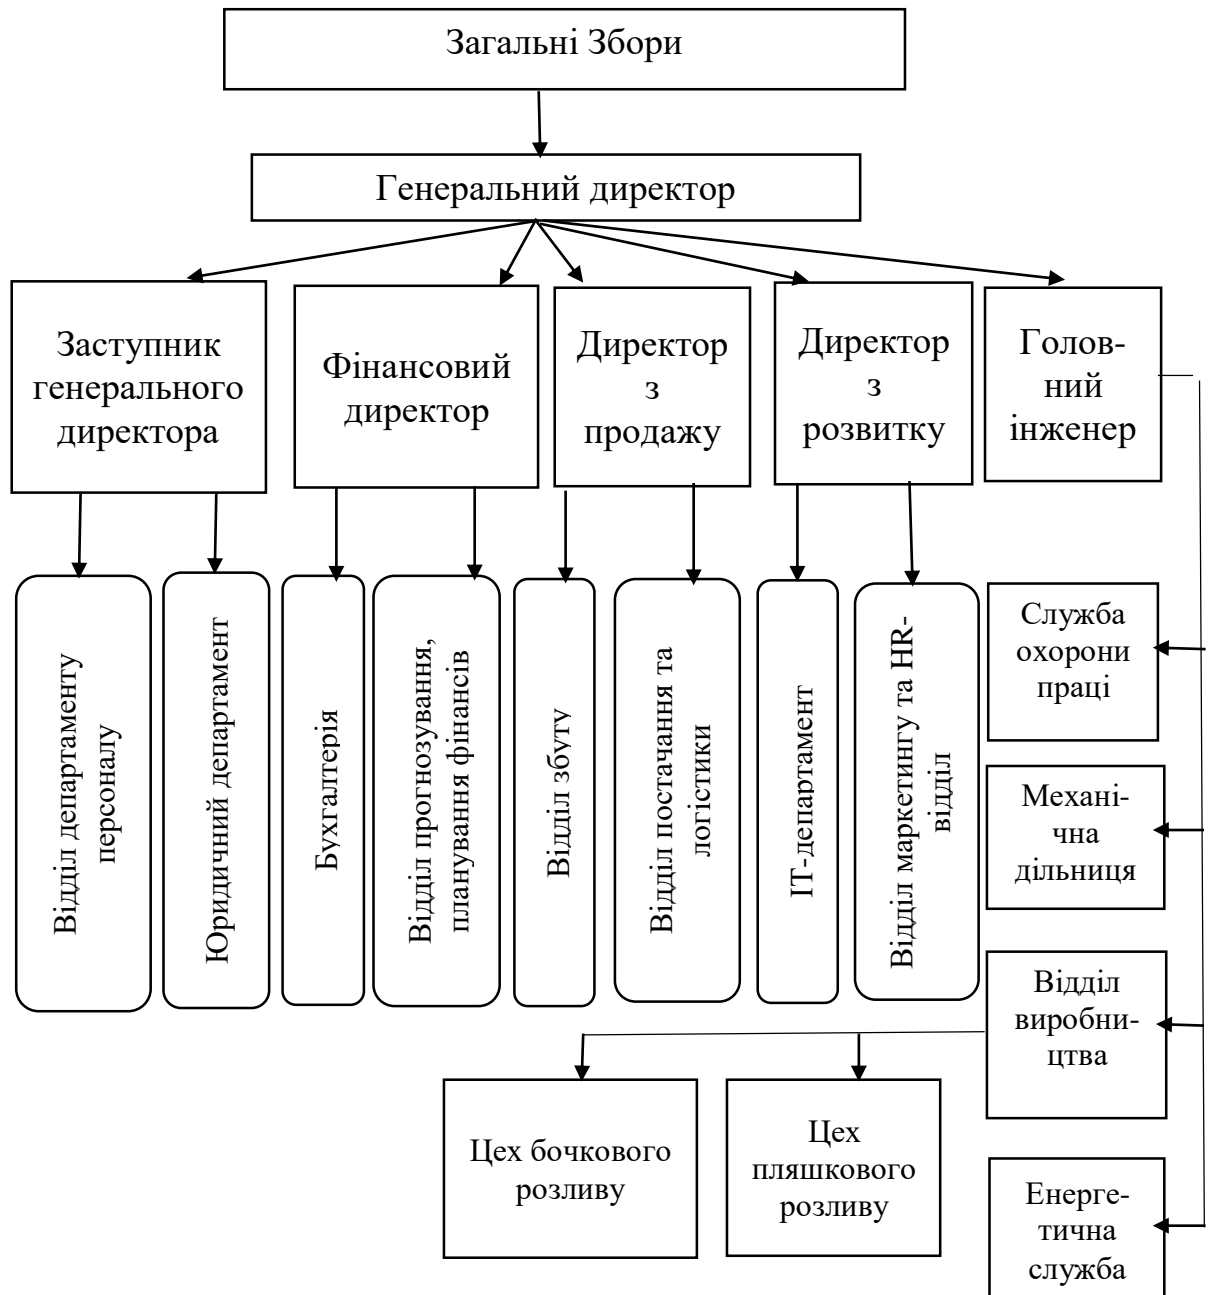 Загальні Збори
Генеральний директор
Заступник
генерального
директора
Фінансовий
директор
Директор
з
продажу
Директор
з
розвитку
Голов-
ний
інженер
Відділ департаменту
персоналу
Юридичний департамент
Бухгалтерія
Відділ прогнозування,
планування фінансів
Відділ збуту
Відділ постачання та
логістики
ІТ-департамент
Відділ маркетингу та HR-
відділ
Служба
охорони
праці
Механі-
чна
дільниця
Відділ
виробни-
цтва
Цех бочкового
розливу
Цех
пляшкового
розливу
Енерге-
тична
служба